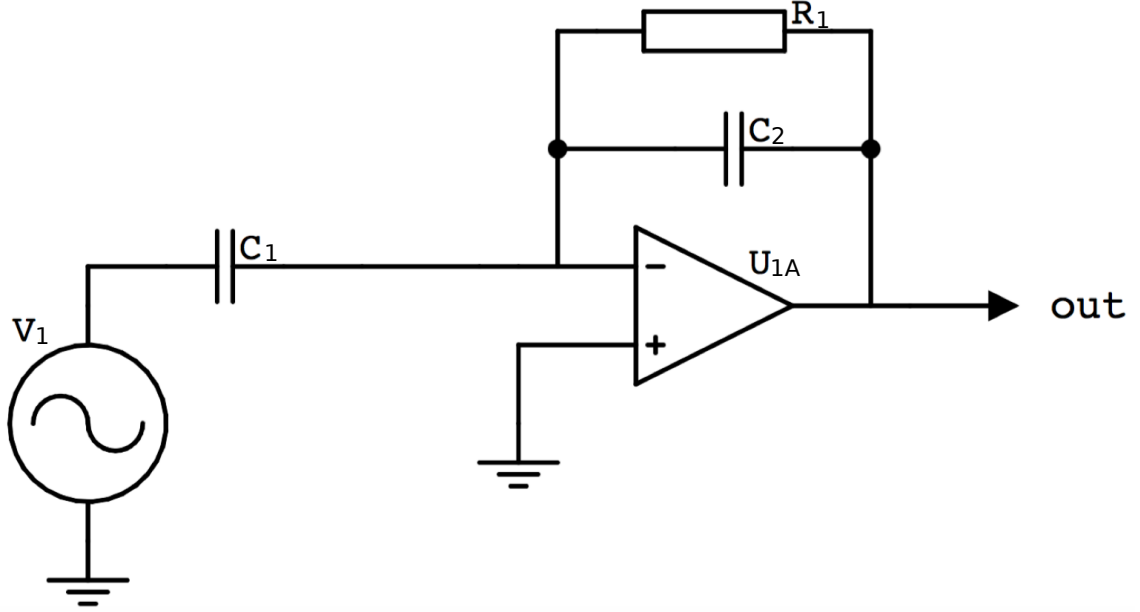 R₁
C₂
C₁
U₁A
V₁
−
+
out